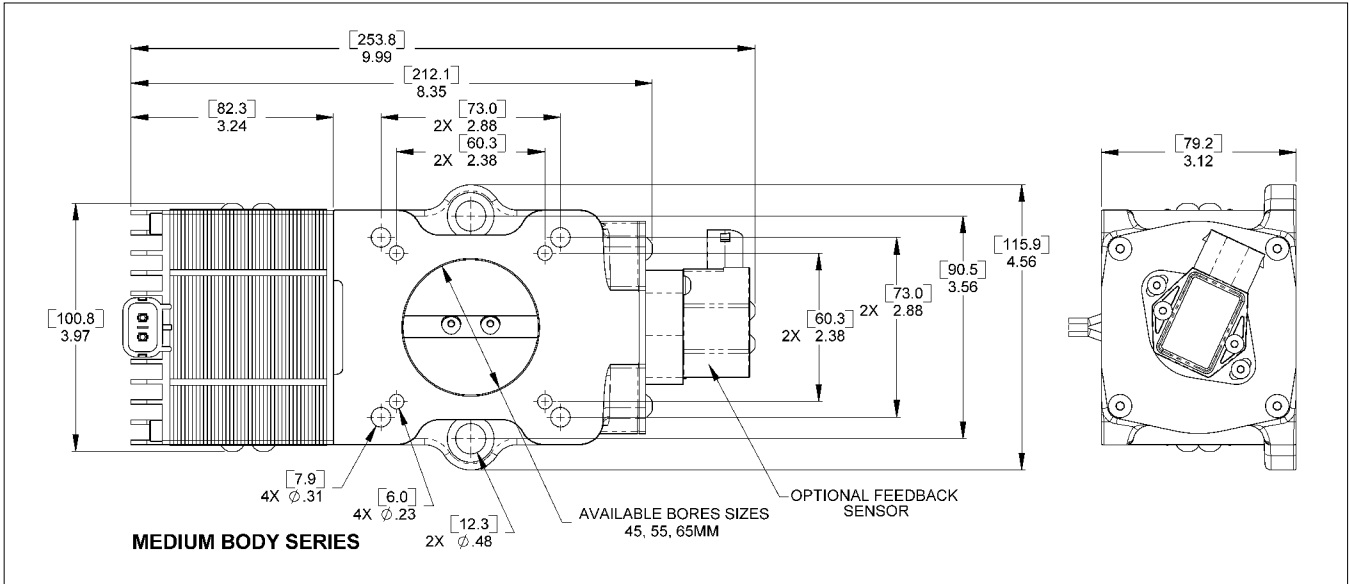 [253.8]
9.99
[212.1]
8.35
[82.3]
3.24
[73.0]
2X 2.88
[60.3]
2X 2.38
[79.2]
3.12
[100.8]
3.97
[60.3]
2X 2.38
[73.0]
2X 2.88
[90.5]
3.56
[115.9]
4.56
[7.9]
4X Ø.31
[6.0]
4X Ø.23
[12.3]
2X Ø.48
AVAILABLE BORES SIZES
45, 55, 65MM
OPTIONAL FEEDBACK
SENSOR
MEDIUM BODY SERIES